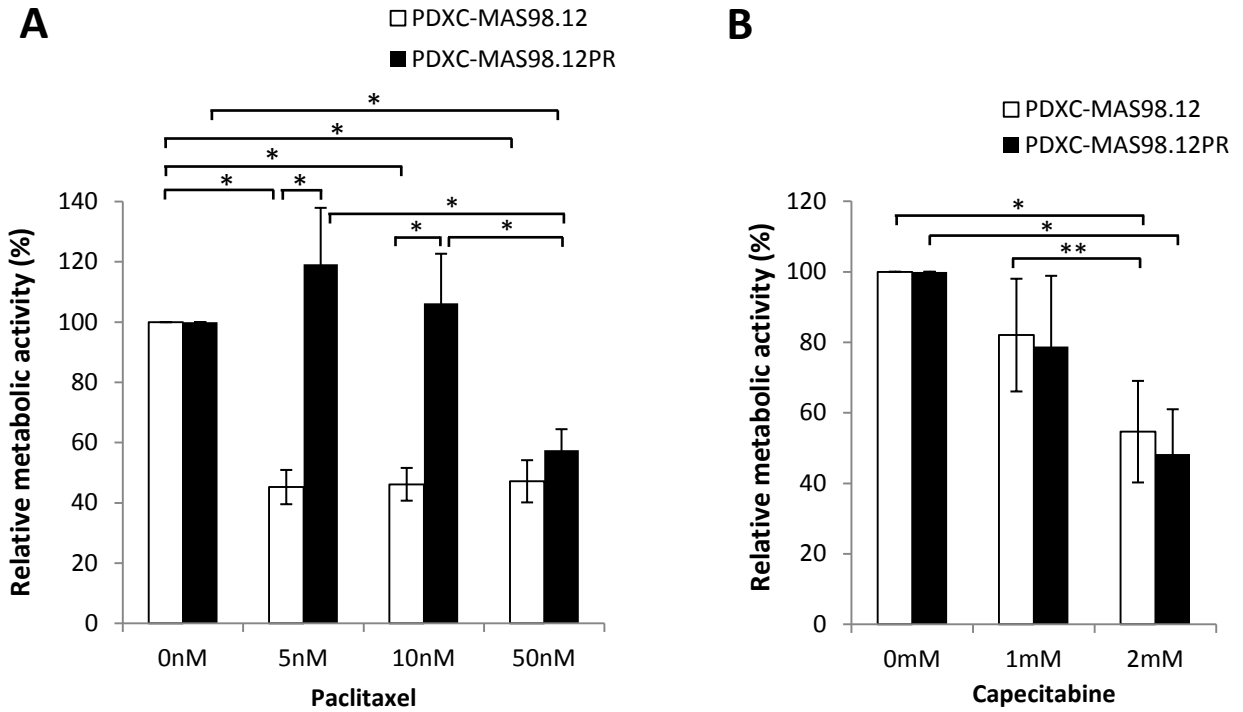 A
PDXC-MAS98.12
PDXC-MAS98.12PR
*
*
*
* *
*
* *
Relative metabolic activity (%)
140
120
100
80
60
40
20
0
0nM 5nM 10nM 50nM
Paclitaxel
B
PDXC-MAS98.12
PDXC-MAS98.12PR
*
*
**
Relative metabolic activity (%)
120
100
80
60
40
20
0
0mM 1mM 2mM
Capecitabine